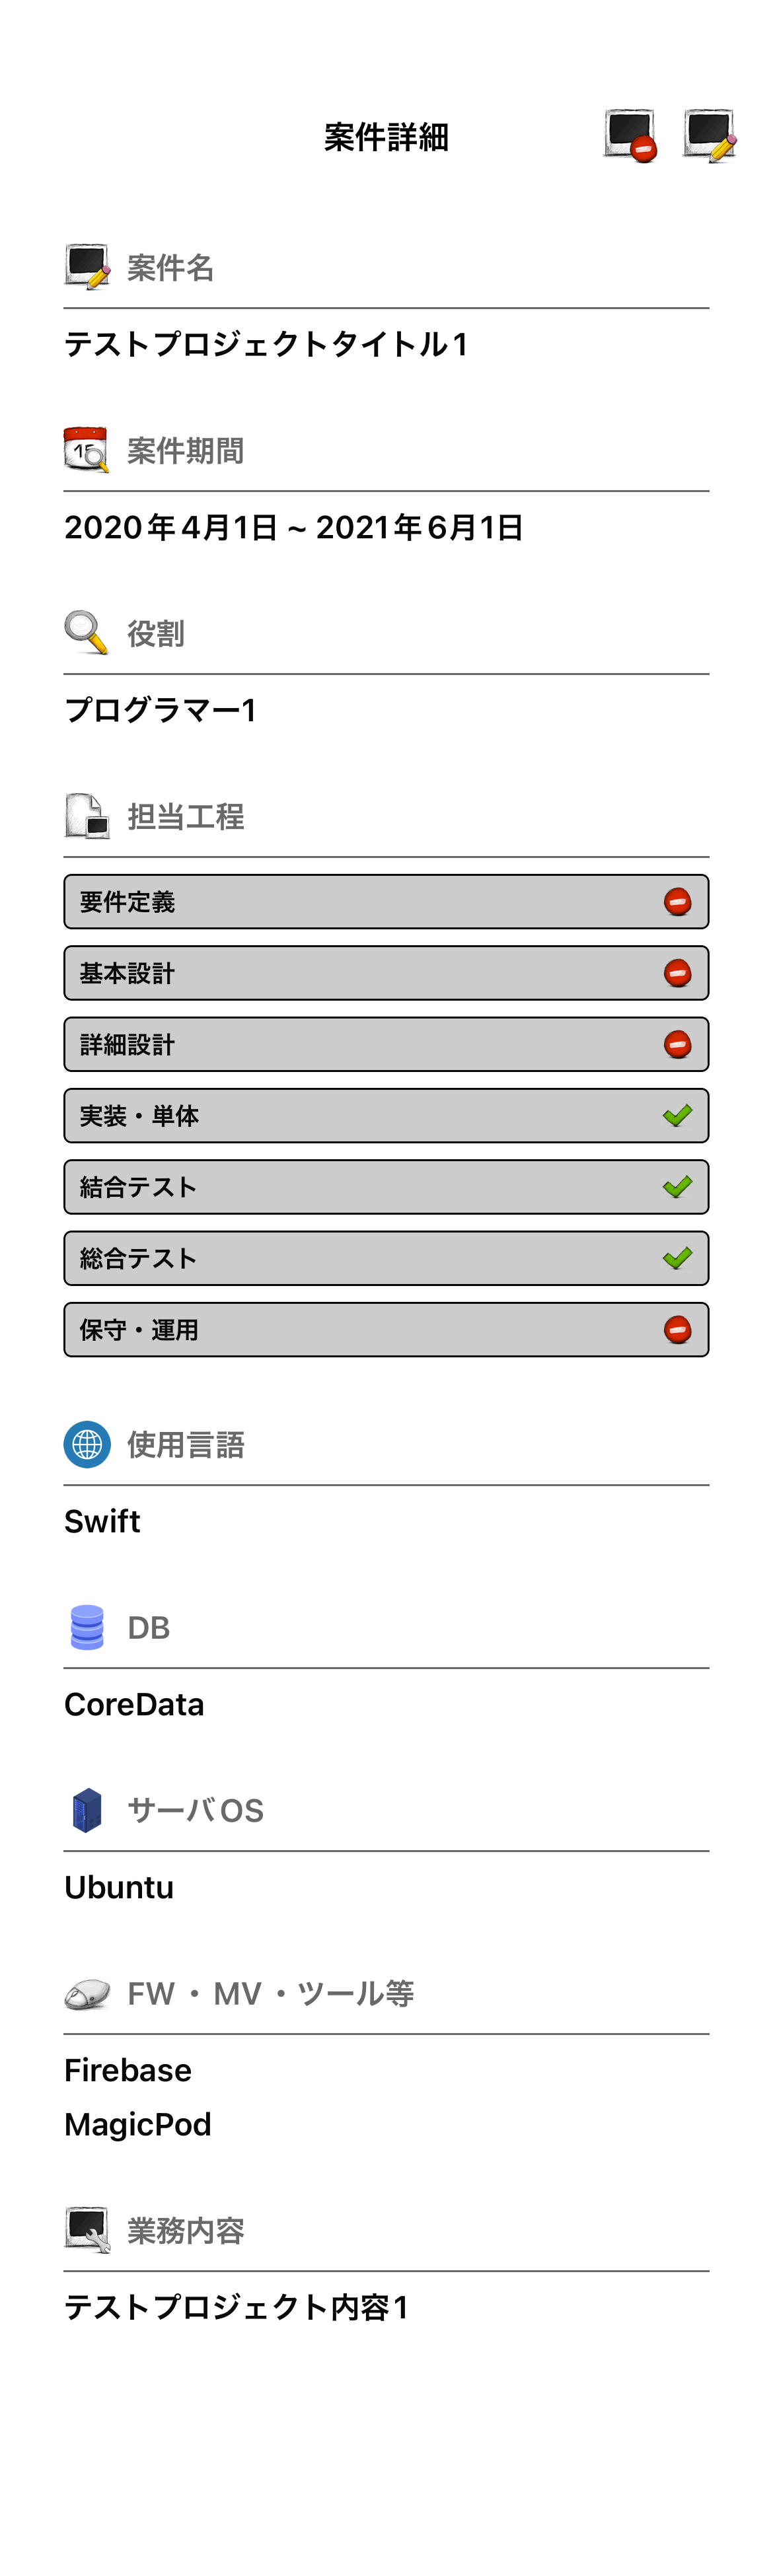 案件詳細
案件名
テストプロジェクトタイトル1
案件期間
2020年4月1日 ~ 2021年6月1日
役割
プログラマー1
担当工程
要件定義
基本設計
詳細設計
実装・単体
結合テスト
総合テスト
保守・運用
使用言語
Swift
DB
CoreData
サーバOS
Ubuntu
FW・MV・ツール等
Firebase
MagicPod
業務内容
テストプロジェクト内容1